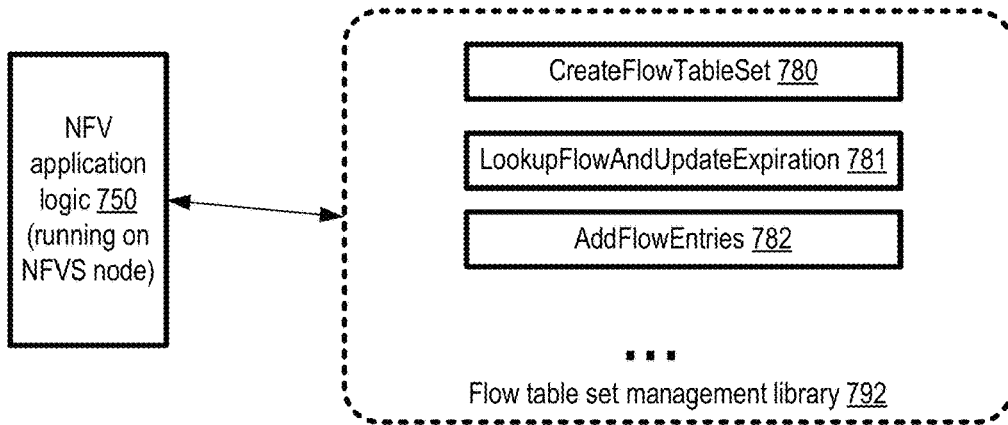 NFV
application
logic 750
(running on
NFVS node)
CreateFlowTableSet 780
LookupFlowAndUpdateExpiration 781
AddFlowEntries 782
...
Flow table set management library 792